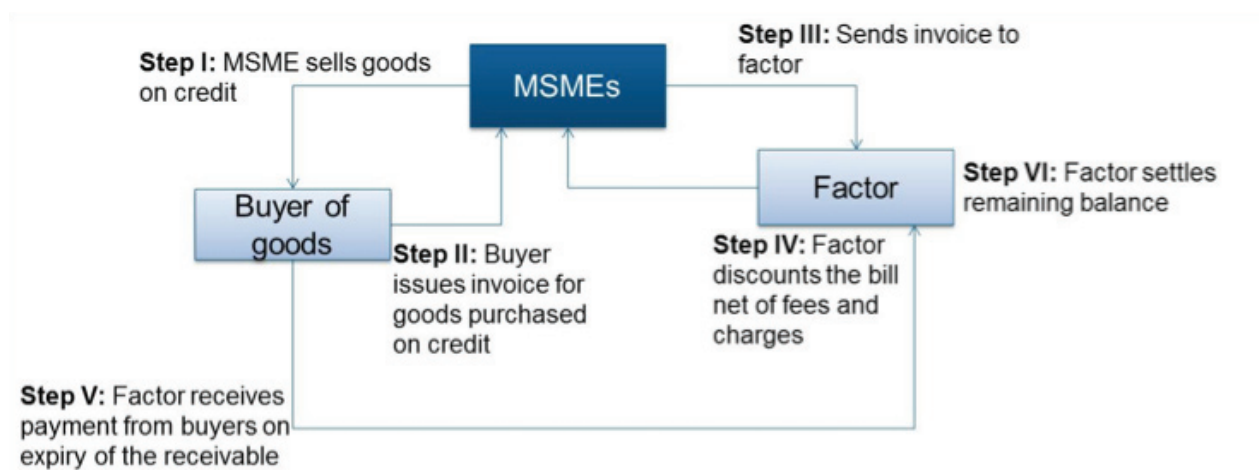 Step I: MSME sells goods
on credit
MSMEs
Step III: Sends invoice to
factor
Buyer of
goods
Step II: Buyer
issues invoice for
goods purchased
on credit
Factor
Step VI: Factor settles
remaining balance
Step IV: Factor
discounts the bill
net of fees and
charges
Step V: Factor receives
payment from buyers on
expiry of the receivable